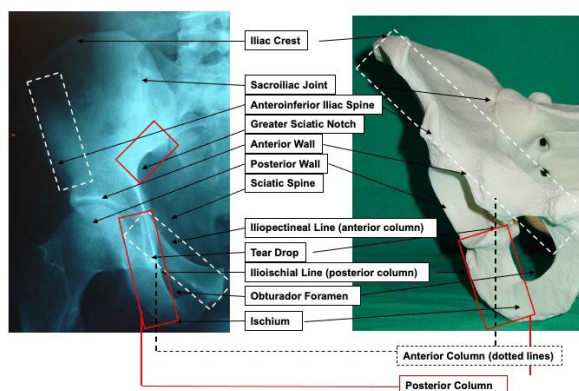 Iliac Crest
Sacroiliac Joint
Anteroinferior Iliac Spine
Greater Sciatic Notch
Anterior Wall
Posterior Wall
Sciatic Spine
Iliopectineal Line (anterior column)
Tear Drop
Ilioischial Line (posterior column)
Obturador Foramen
Ischium
Anterior Column (dotted lines)
Posterior Column